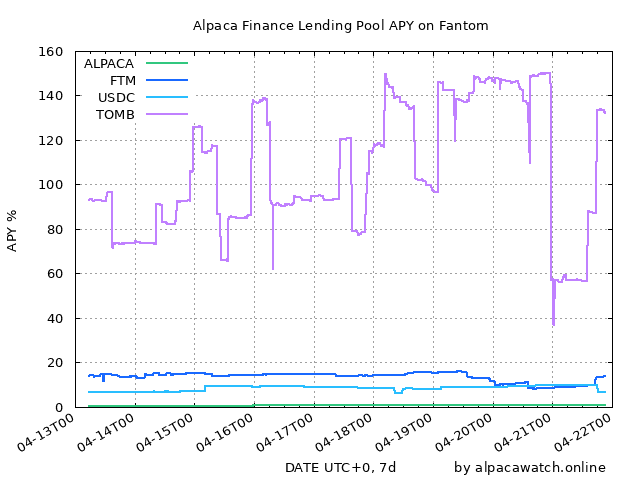 Alpaca Finance Lending Pool APY on Fantom
160
140
120
100
80
60
40
20
0
APY %
ALPACA
FTM
USDC
TOMB
04-13T00
04-14T00
04-15T00
04-16T00
04-17T00
04-18T00
04-19T00
04-20T00
04-21T00
04-22T00
DATE UTC+0, 7d
by alpacawatch.online